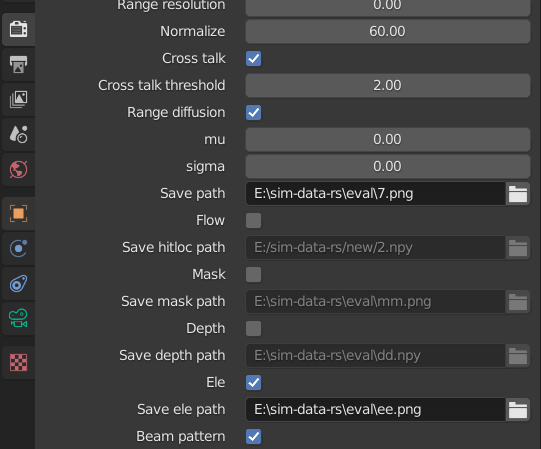 Range resolution 0.00
Normalize 60.00
Cross talk
Cross talk threshold 2.00
Range diffusion
mu 0.00
sigma 0.00
Save path E:\sim-data-rs\eval\7.png
Flow
Save hitloc path E:/sim-data-rs/new/2.npy
Mask
Save mask path E:\sim-data-rs\eval\mm.png
Depth
Save depth path E:\sim-data-rs\eval\dd.npy
Ele
Save ele path E:\sim-data-rs\eval\ee.png
Beam pattern